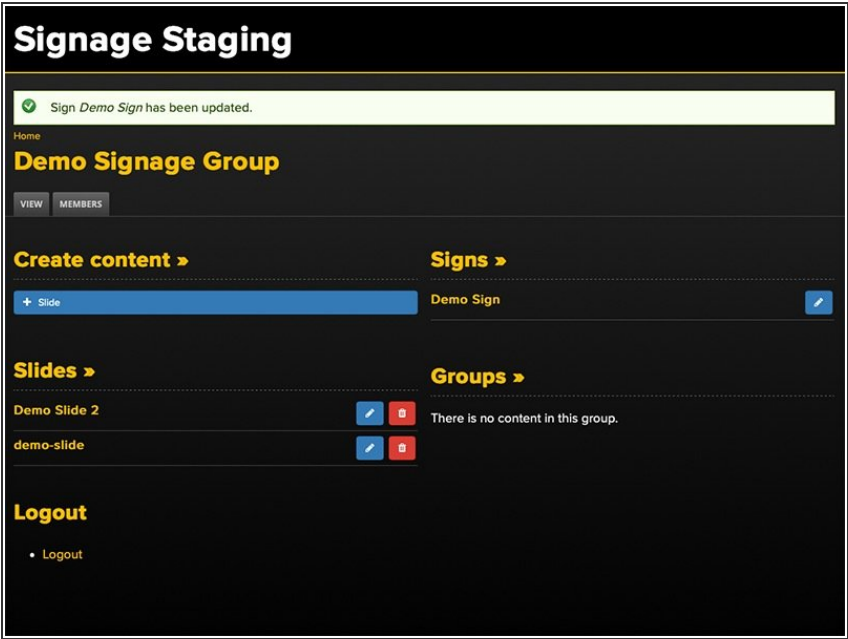 Signage Staging
Sign Demo Sign has been updated.
Home
Demo Signage Group
VIEW MEMBERS
Create content »
+ Slide
Slides »
Demo Slide 2
demo-slide
Logout
• Logout
Signs »
Demo Sign
Groups »
There is no content in this group.